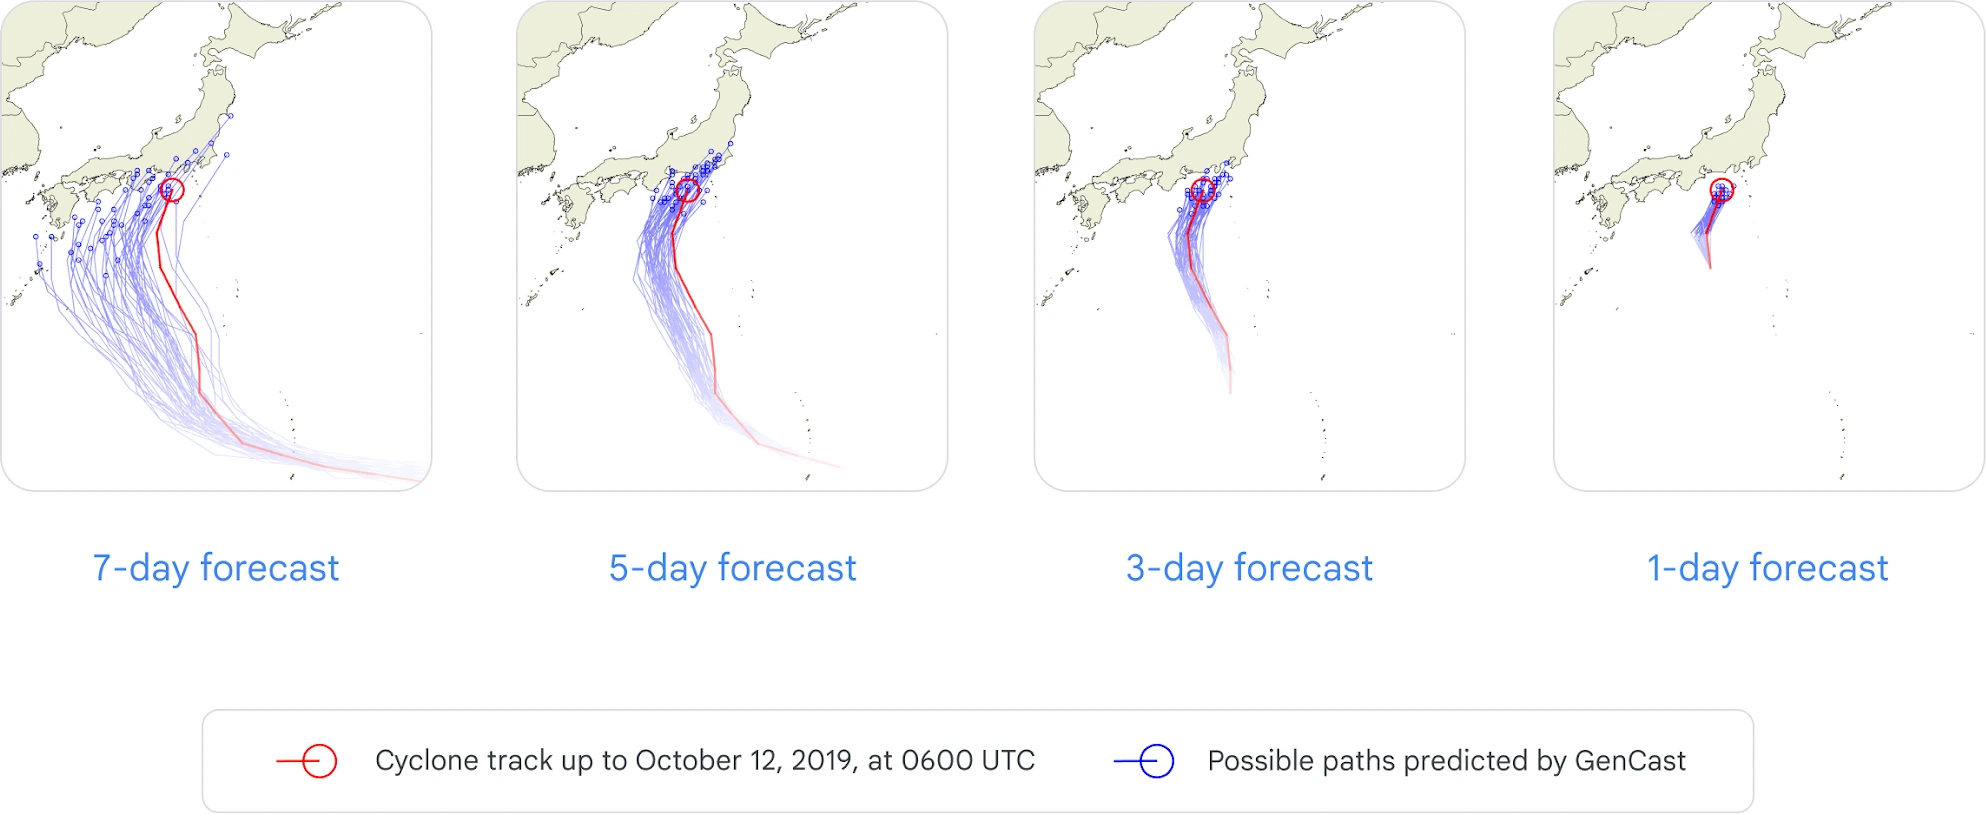 7-day forecast
5-day forecast
3-day forecast
1-day forecast
Cyclone track up to October 12, 2019, at 0600 UTC
Possible paths predicted by GenCast